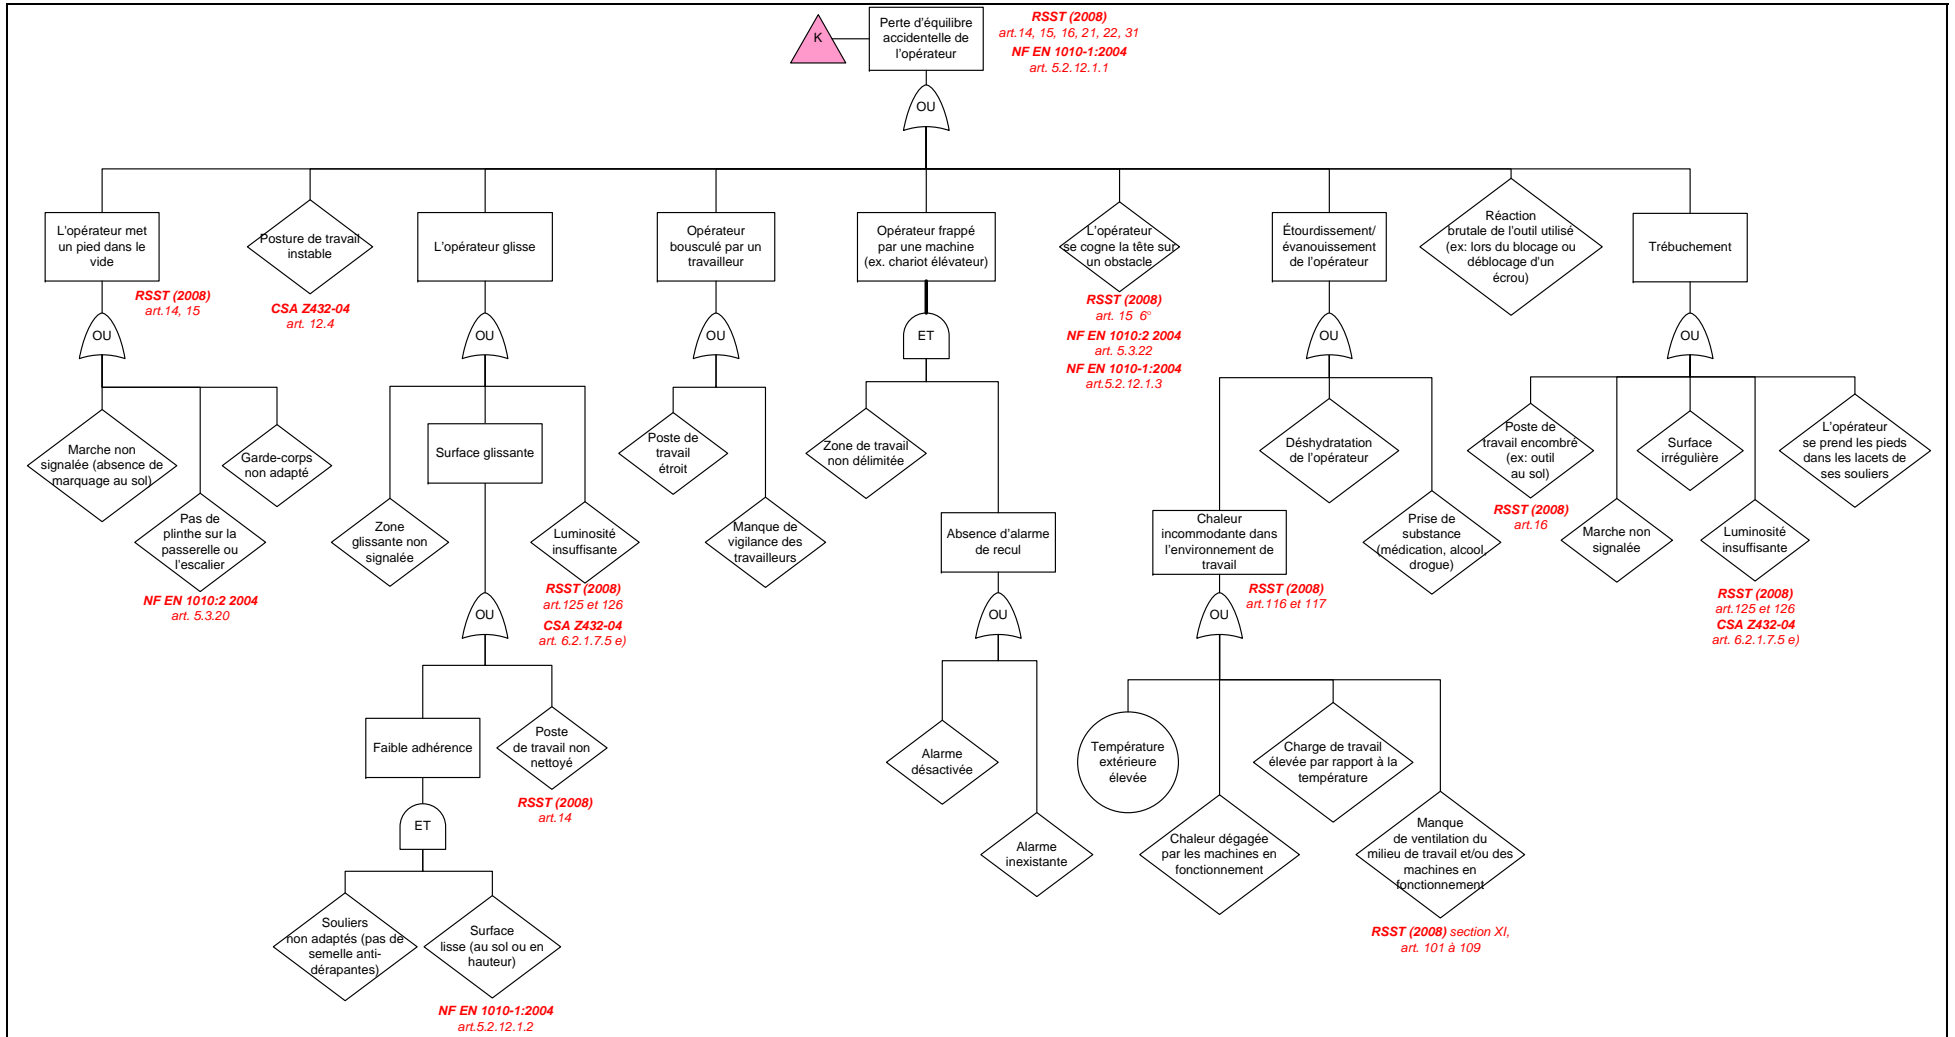 K
Perte d'équilibre
accidentelle de
l'opérateur
RSST (2008)
art.14, 15, 16, 21, 22, 31
NF EN 1010-1:2004
art. 5.2.12.1.1
OU
L'opérateur met
un pied dans le
vide
RSST (2008)
art.14, 15
Posture de travail
instable
CSA Z432-04
art. 12.4
L'opérateur glisse
Opérateur
bousculé par un
travailleur
Opérateur frappé
par une machine
(ex. chariot élévateur)
L'opérateur
se cogne la tête sur
un obstacle
RSST (2008)
art. 15 6°
NF EN 1010:2 2004
art. 5.3.22
NF EN 1010-1:2004
art.5.2.12.1.3
Étourdissement/
évanouissement
de l'opérateur
Réaction
brutale de l'outil utilisé
(ex: lors du blocage ou
déblocage d'un
écrou)
Trébuchement
OU
OU
OU
ET
OU
OU
Marche non
signalée (absence de
marquage au sol)
Pas de
plinthe sur la
passerelle ou
l'escalier
NF EN 1010:2 2004
art. 5.3.20
Garde-corps
non adapté
Zone
glissante non
signalée
Surface glissante
Luminosité
insuffisante
RSST (2008)
art.125 et 126
CSA Z432-04
art. 6.2.1.7.5 e)
Poste de
travail
étroit
Manque de
vigilance des
travailleurs
Zone de travail
non délimitée
Absence d'alarme
de recul
Chaleur
incommodante dans
l'environnement de
travail
RSST (2008)
art.116 et 117
Déshydratation
de l'opérateur
Prise de
substance
(médication, alcool,
drogue)
Poste de
travail encombré
(ex: outil
au sol)
RSST (2008)
art.16
Marche non
signalée
Surface
irrégulière
Luminosité
insuffisante
RSST (2008)
art.125 et 126
CSA Z432-04
art. 6.2.1.7.5 e)
L'opérateur
se prend les pieds
dans les lacets de
ses souliers
OU
OU
OU
Faible adhérence
Poste
de travail non
nettoyé
RSST (2008)
art.14
Alarme
désactivée
Alarme
inexistante
Température
extérieure
élevée
Chaleur dégagée
par les machines en
fonctionnement
Charge de travail
élevée par rapport à la
température
Manque
de ventilation du
milieu de travail et/ou des
machines en
fonctionnement
RSST (2008) section XI,
art. 101 à 109
ET
Souliers
non adaptés (pas de
semelle anti-
dérapantes)
Surface
lisse (au sol ou en
hauteur)
NF EN 1010-1:2004
art.5.2.12.1.2